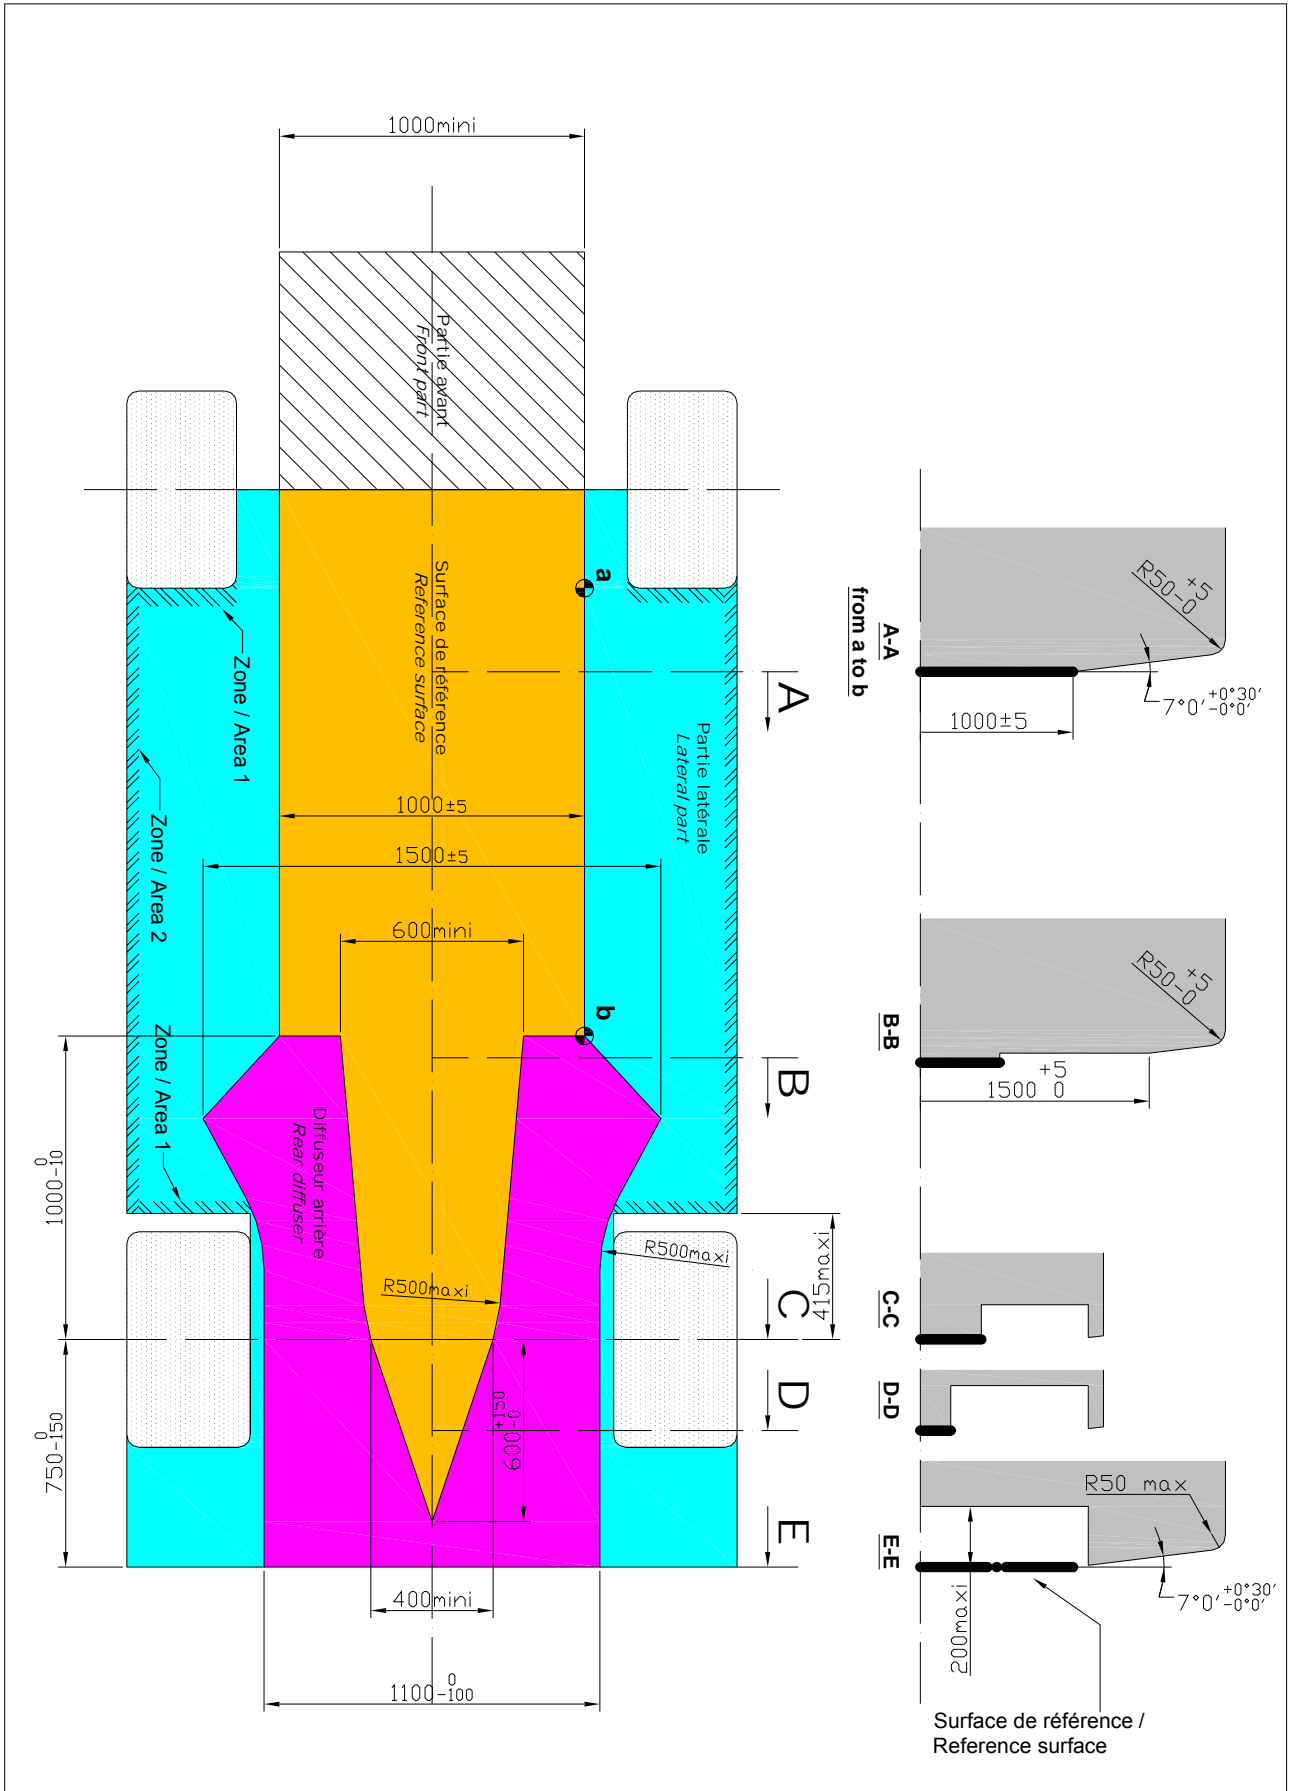 1000mini
Partie avant
Front part
a
Surface de référence
Reference surface
A
Zone / Area 1
Partie latérale
Lateral part
1000±5
1500±5
Zone / Area 2
600mini
b
Zone / Area 1
B
Diffuseur arrière
Rear diffuser
1000 0 -10
R500maxi
R500maxi
415maxi
C
D
600 -0 +150
750 0 -150
E
400mini
1100 0 -100
R50 +5 -0
A-A
from a to b
7°0' +0°30' -0°0'
1000±5
R50 +5 -0
B-B
1500 +5 0
C-C
D-D
R50 max
E-E
7°0' +0°30' -0°0'
200maxi
Surface de référence /
Reference surface